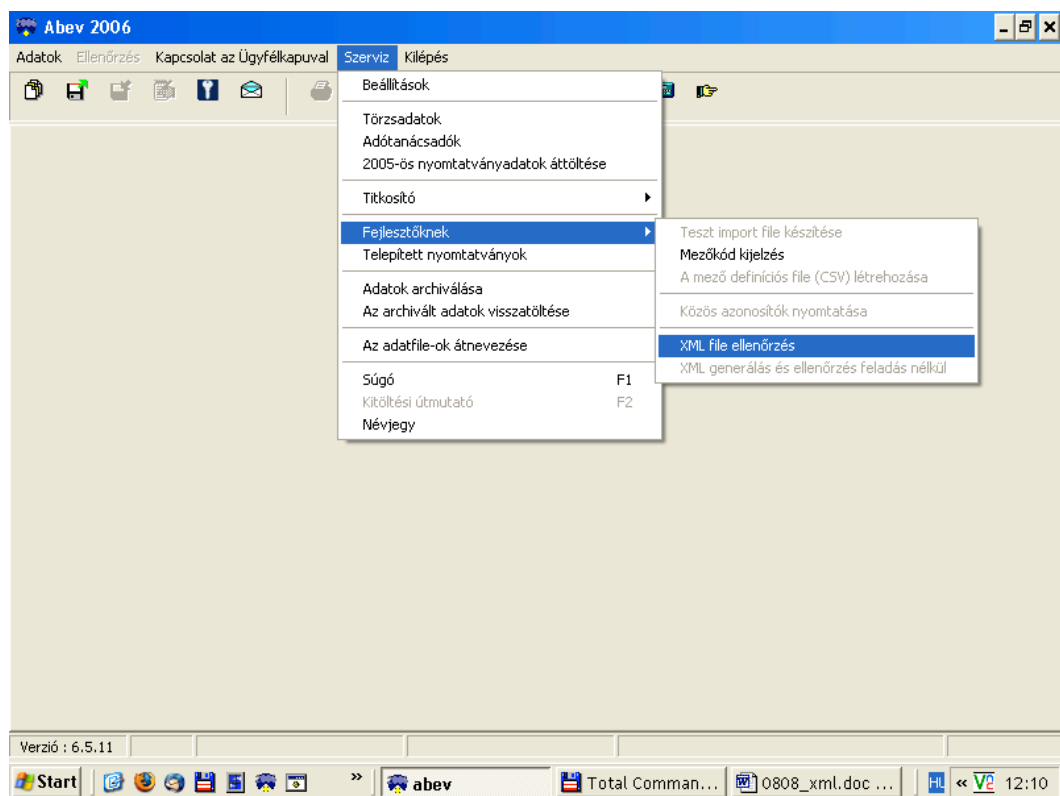 Abev 2006
Adatok Ellenőrzés Kapcsolat az Ügyfélkapuval Szerviz Kilépés
Beállítások
Törzsadatok
Adótanácsadók
2005-ös nyomtatványadatok áttöltése
Titkosító
Fejlesztőknek
Telepített nyomtatványok
Adatok archiválása
Az archivált adatok visszatöltése
Az adatfile-ok átnevezése
Súgó F1
Kitöltési útmutató F2
Névjegy
Teszt import file készítése
Mezőkód kijelzés
A mező definíciós file (CSV) létrehozása
Közös azonosítók nyomtatása
XML file ellenőrzés
XML generálás és ellenőrzés feladás nélkül
Verzió : 6.5.11
Start » abev Total Comman... 0808_xml.doc ... HU « 12:10